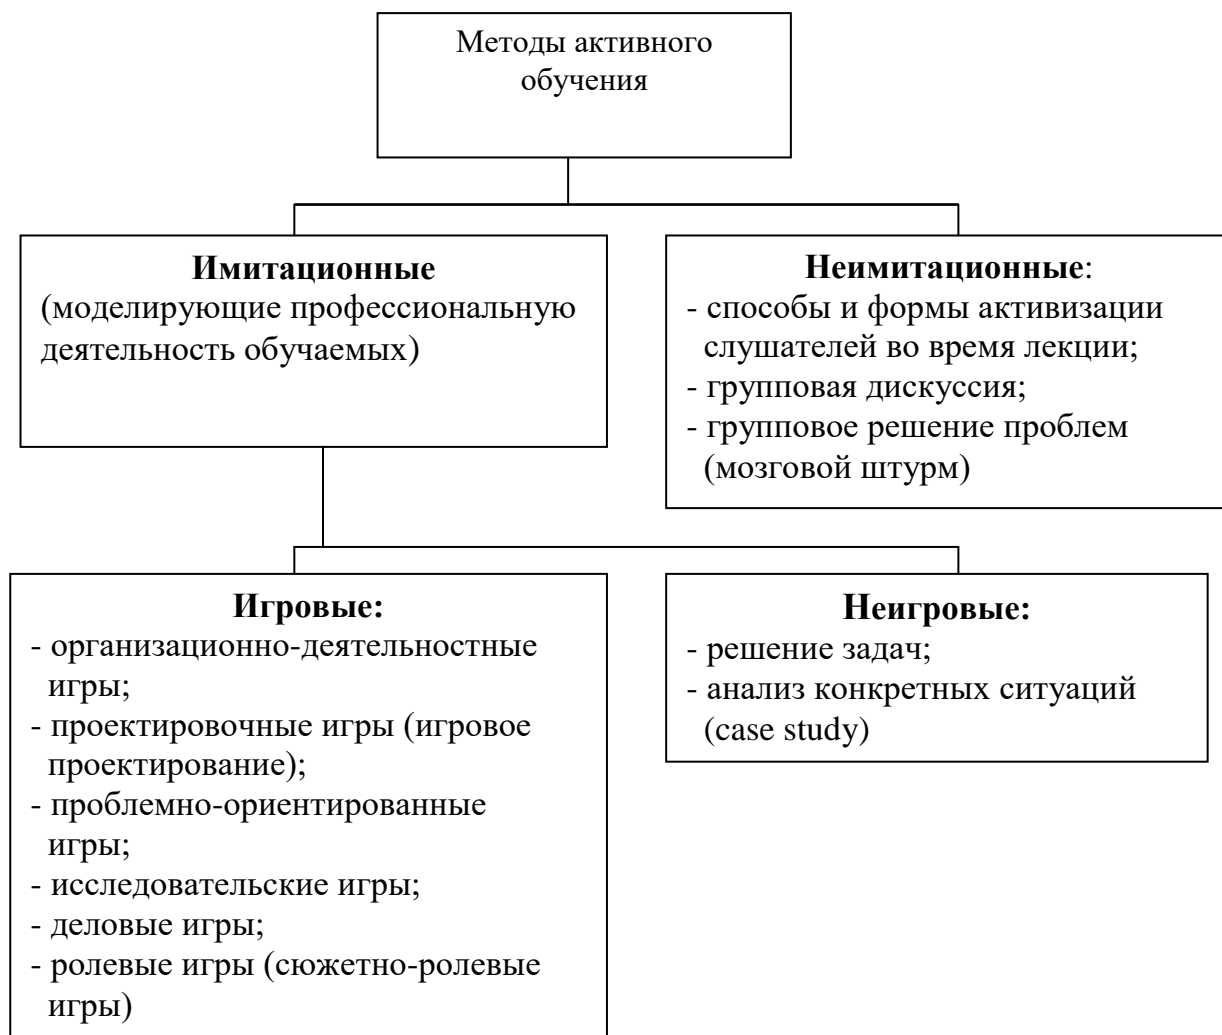 Методы активного
обучения
Имитационные
(моделирующие профессиональную
деятельность обучаемых)
Неимитационные:
- способы и формы активизации
слушателей во время лекции;
- групповая дискуссия;
- групповое решение проблем
(мозговой штурм)
Игровые:
- организационно-деятельностные
игры;
- проектировочные игры (игровое
проектирование);
- проблемно-ориентированные
игры;
- исследовательские игры;
- деловые игры;
- ролевые игры (сюжетно-ролевые
игры)
Неигровые:
- решение задач;
- анализ конкретных ситуаций
(case study)